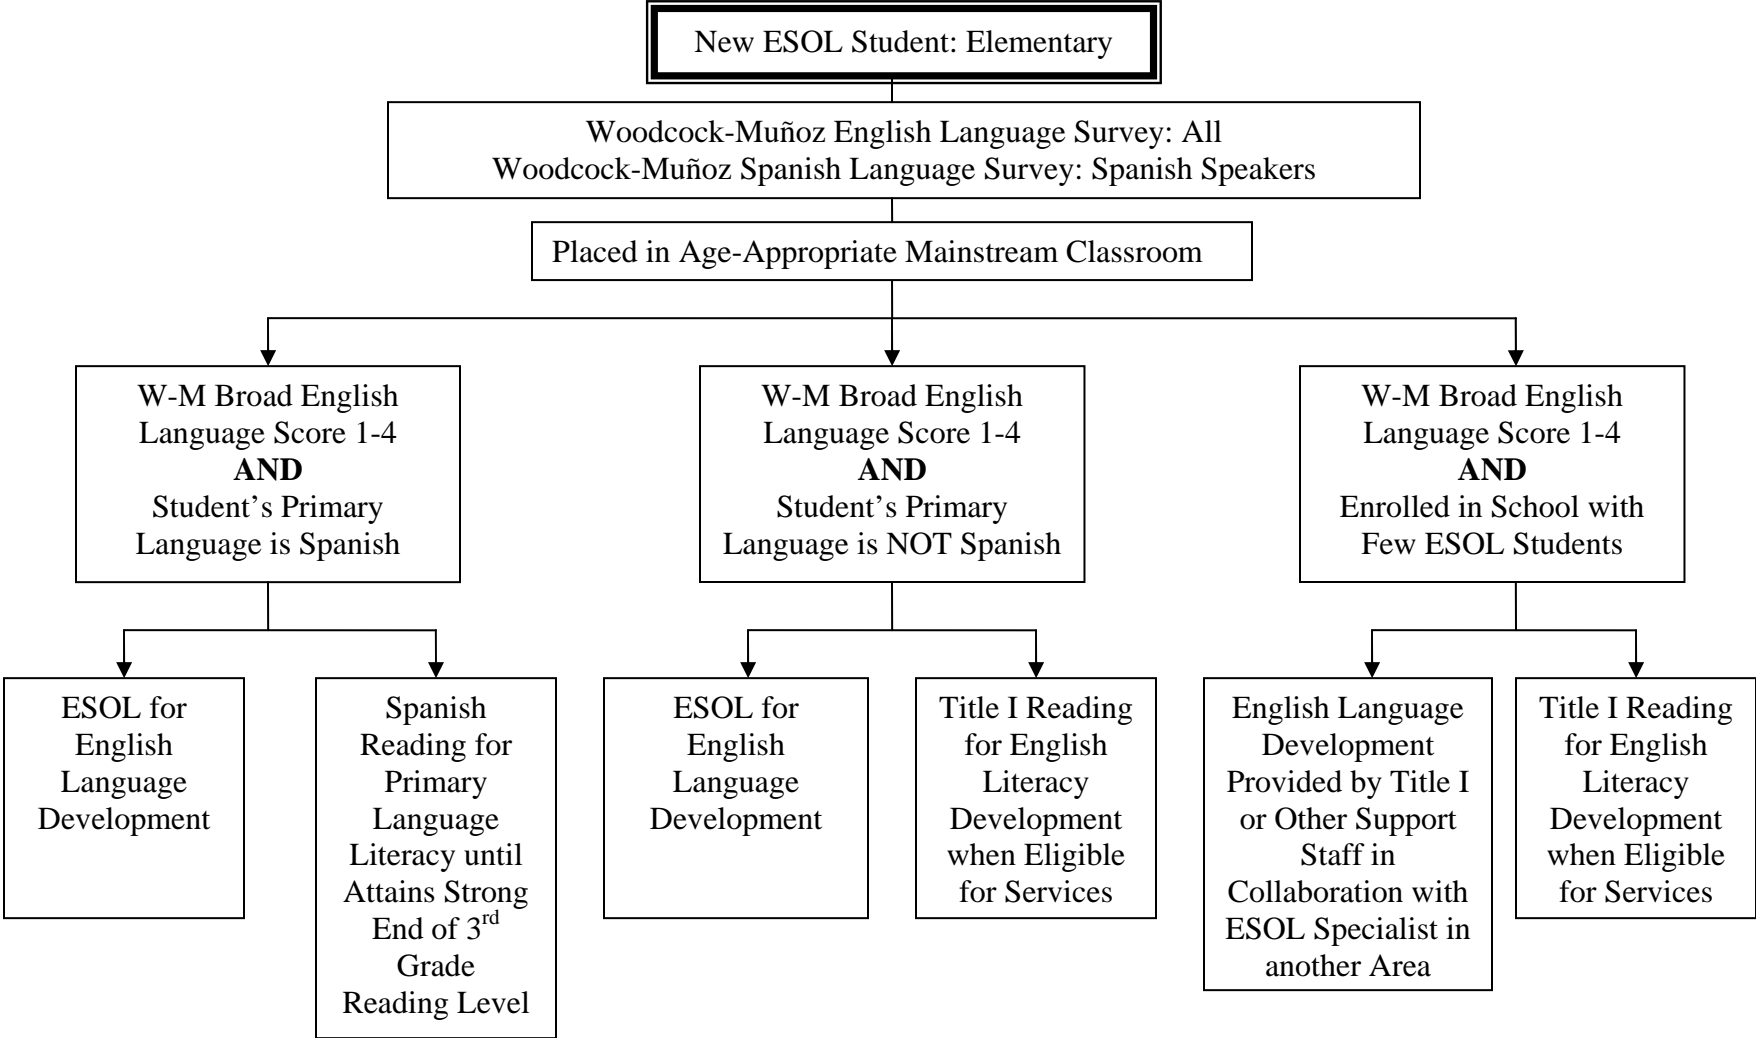 New ESOL Student: Elementary
Woodcock-Muñoz English Language Survey: All
Woodcock-Muñoz Spanish Language Survey: Spanish Speakers
Placed in Age-Appropriate Mainstream Classroom
W-M Broad English
Language Score 1-4
AND
Student’s Primary
Language is Spanish
W-M Broad English
Language Score 1-4
AND
Student’s Primary
Language is NOT Spanish
W-M Broad English
Language Score 1-4
AND
Enrolled in School with
Few ESOL Students
ESOL for
English
Language
Development
Spanish
Reading for
Primary
Language
Literacy until
Attains Strong
End of 3rd
Grade
Reading Level
ESOL for
English
Language
Development
Title I Reading
for English
Literacy
Development
when Eligible
for Services
English Language
Development
Provided by Title I
or Other Support
Staff in
Collaboration with
ESOL Specialist in
another Area
Title I Reading
for English
Literacy
Development
when Eligible
for Services